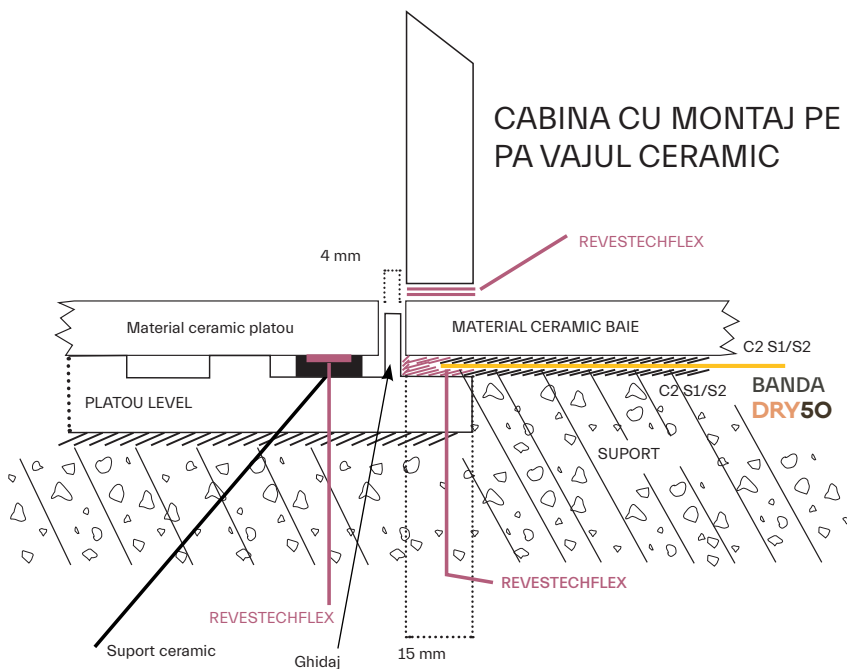 CABINA CU MONTAJ PE
PA VAJUL CERAMIC
REVESTECHFLEX
4 mm
Material ceramic platou
MATERIAL CERAMIC BAIE
C2 S1/S2
C2 S1/S2
BANDA
DRY50
PLATOU LEVEL
SUPORT
REVESTECHFLEX
REVESTECHFLEX
Suport ceramic
Ghidaj
15 mm